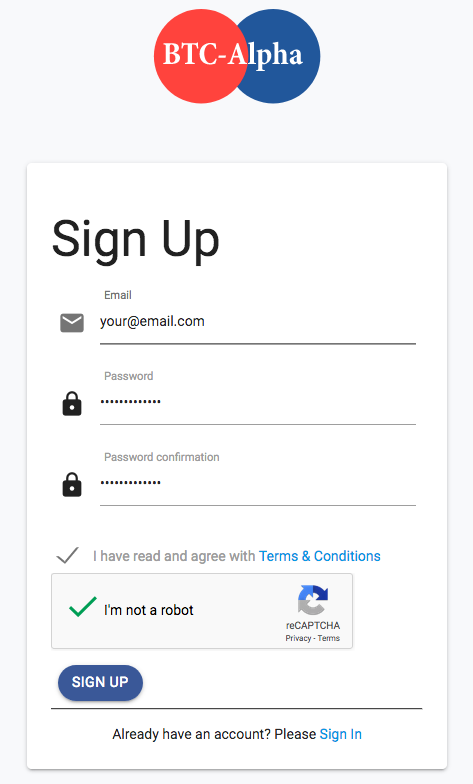 BTC-Alpha
Sign Up
Email
your@email.com
Password
•••••••••••••
Password confirmation
•••••••••••••
I have read and agree with Terms & Conditions
I'm not a robot
reCAPTCHA
Privacy - Terms
SIGN UP
Already have an account? Please Sign In